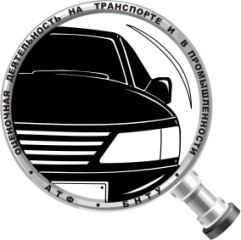 ОЦЕНОЧНАЯ ДЕЯТЕЛЬНОСТЬ НА ТРАНСПОРТЕ И В ПРОМЫШЛЕННОСТИ
АТФ БНТУ